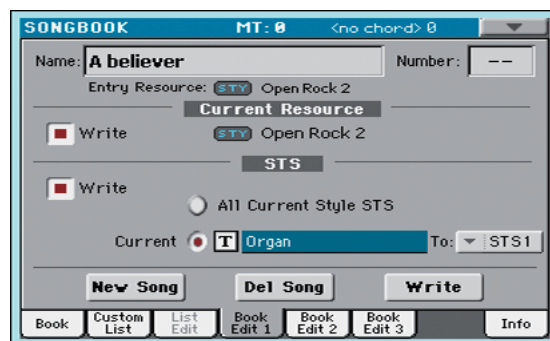 SONGBOOK MT: 0 <no chord> 0
Name: A believer Number: --
Entry Resource: STY Open Rock 2
Current Resource
Write STY Open Rock 2
STS
Write
All Current Style STS
Current T Organ To: STS1
New Song Del Song Write
Book Custom List List Edit Book Edit 1 Book Edit 2 Book Edit 3 Info